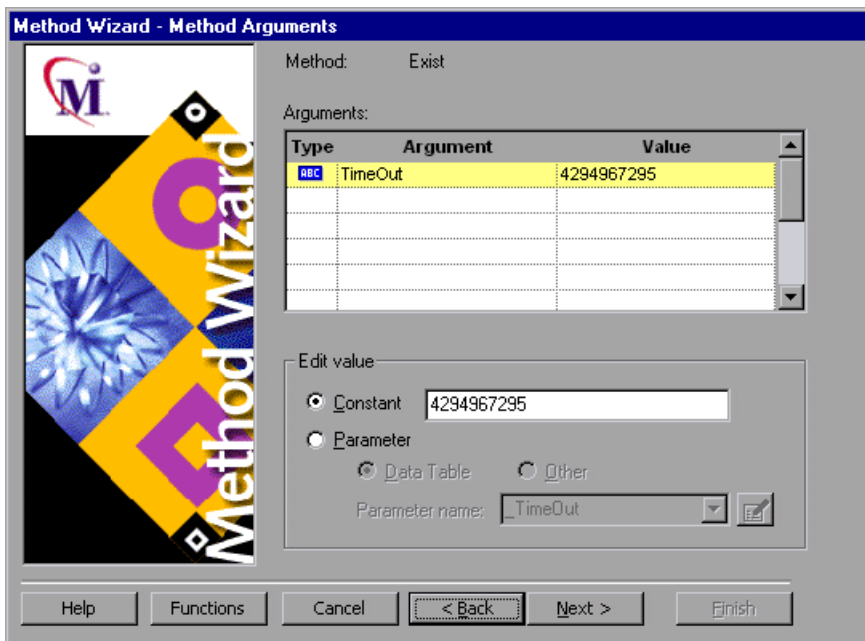 Method Wizard - Method Arguments
M
Method Wizard
Method: Exist
Arguments:
Type Argument Value
ABC TimeOut 4294967295
Edit value
Constant 4294967295
Parameter
Data Table Other
Parameter name: _TimeOut
Help Functions Cancel < Back Next > Finish